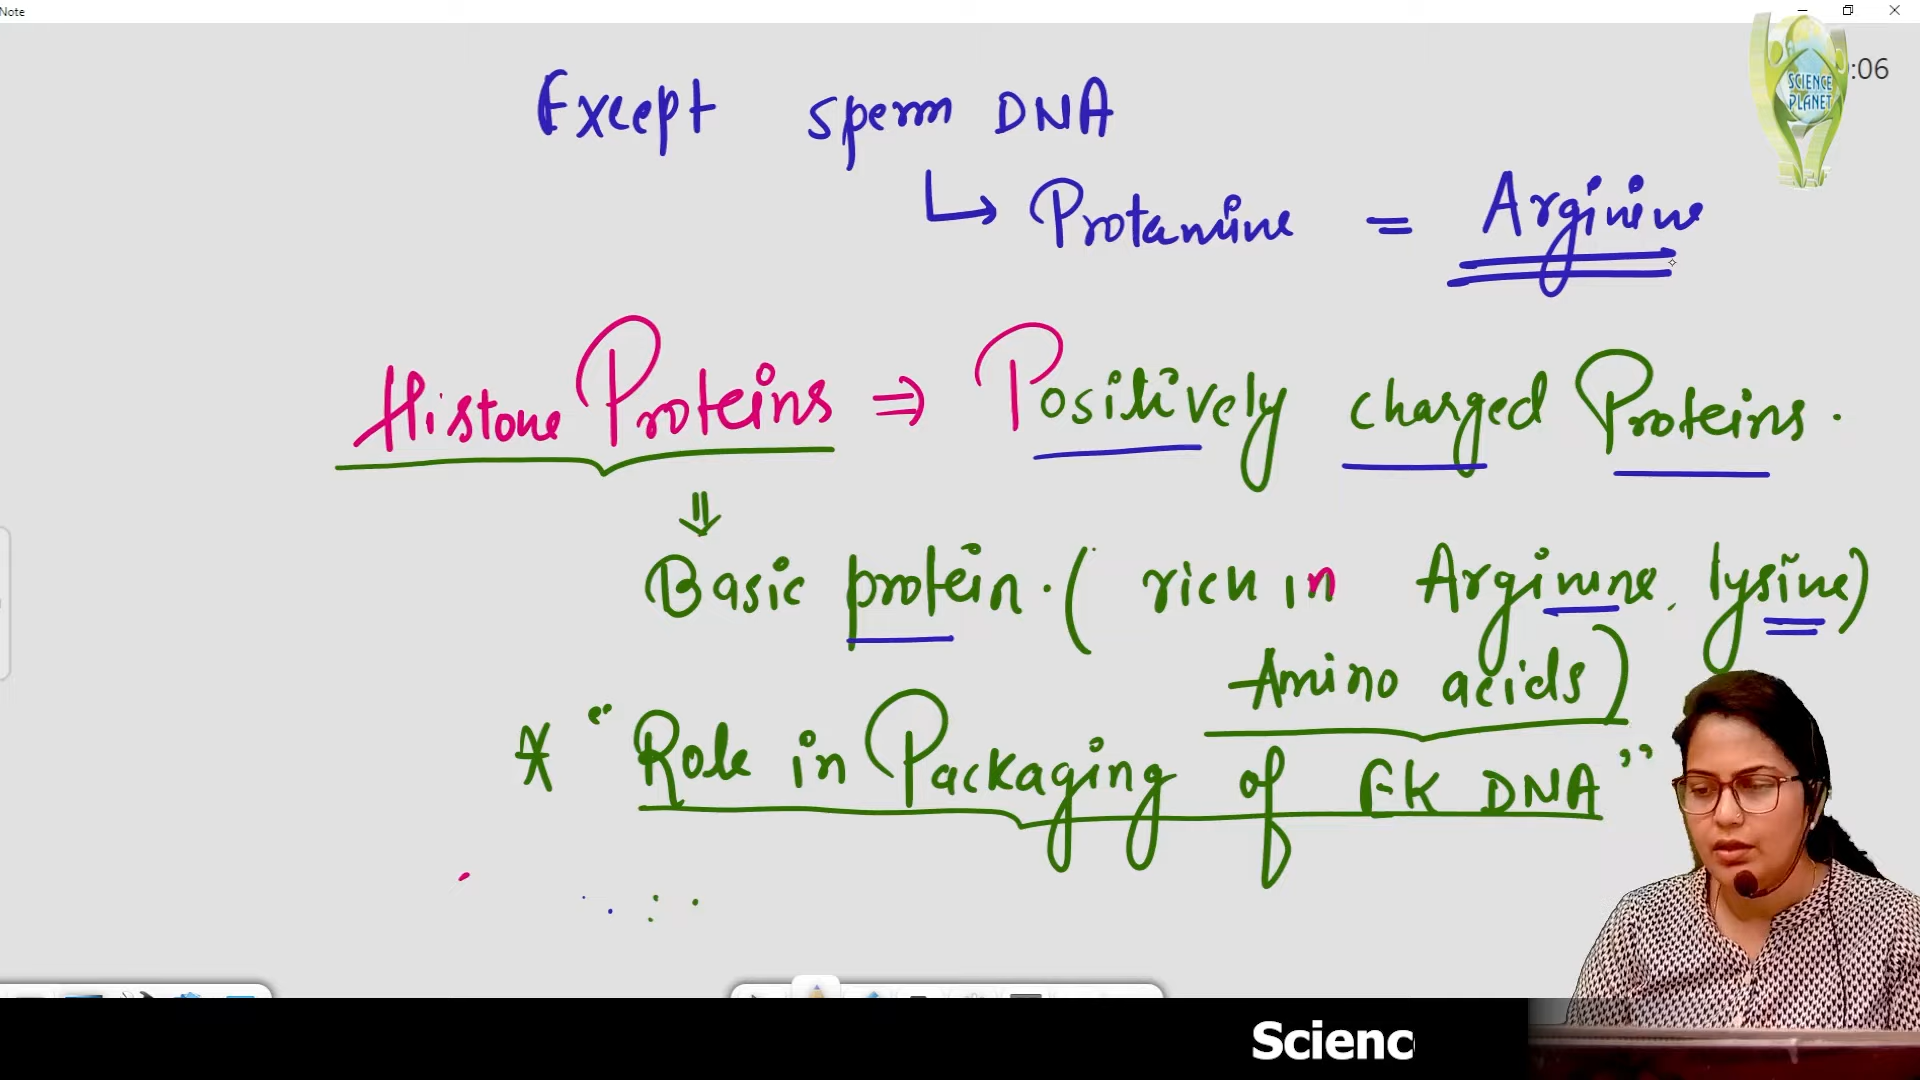 Note
:06
SCIENCE
PLANET
Except sperm DNA
↳ Protamine = Arginine
Histone Proteins ⇒ Positively charged Proteins.
⇓
Basic protein. ( rich in Arginine, lysine)
Amino acids)
* “Role in Packaging of EK DNA”
Scienc